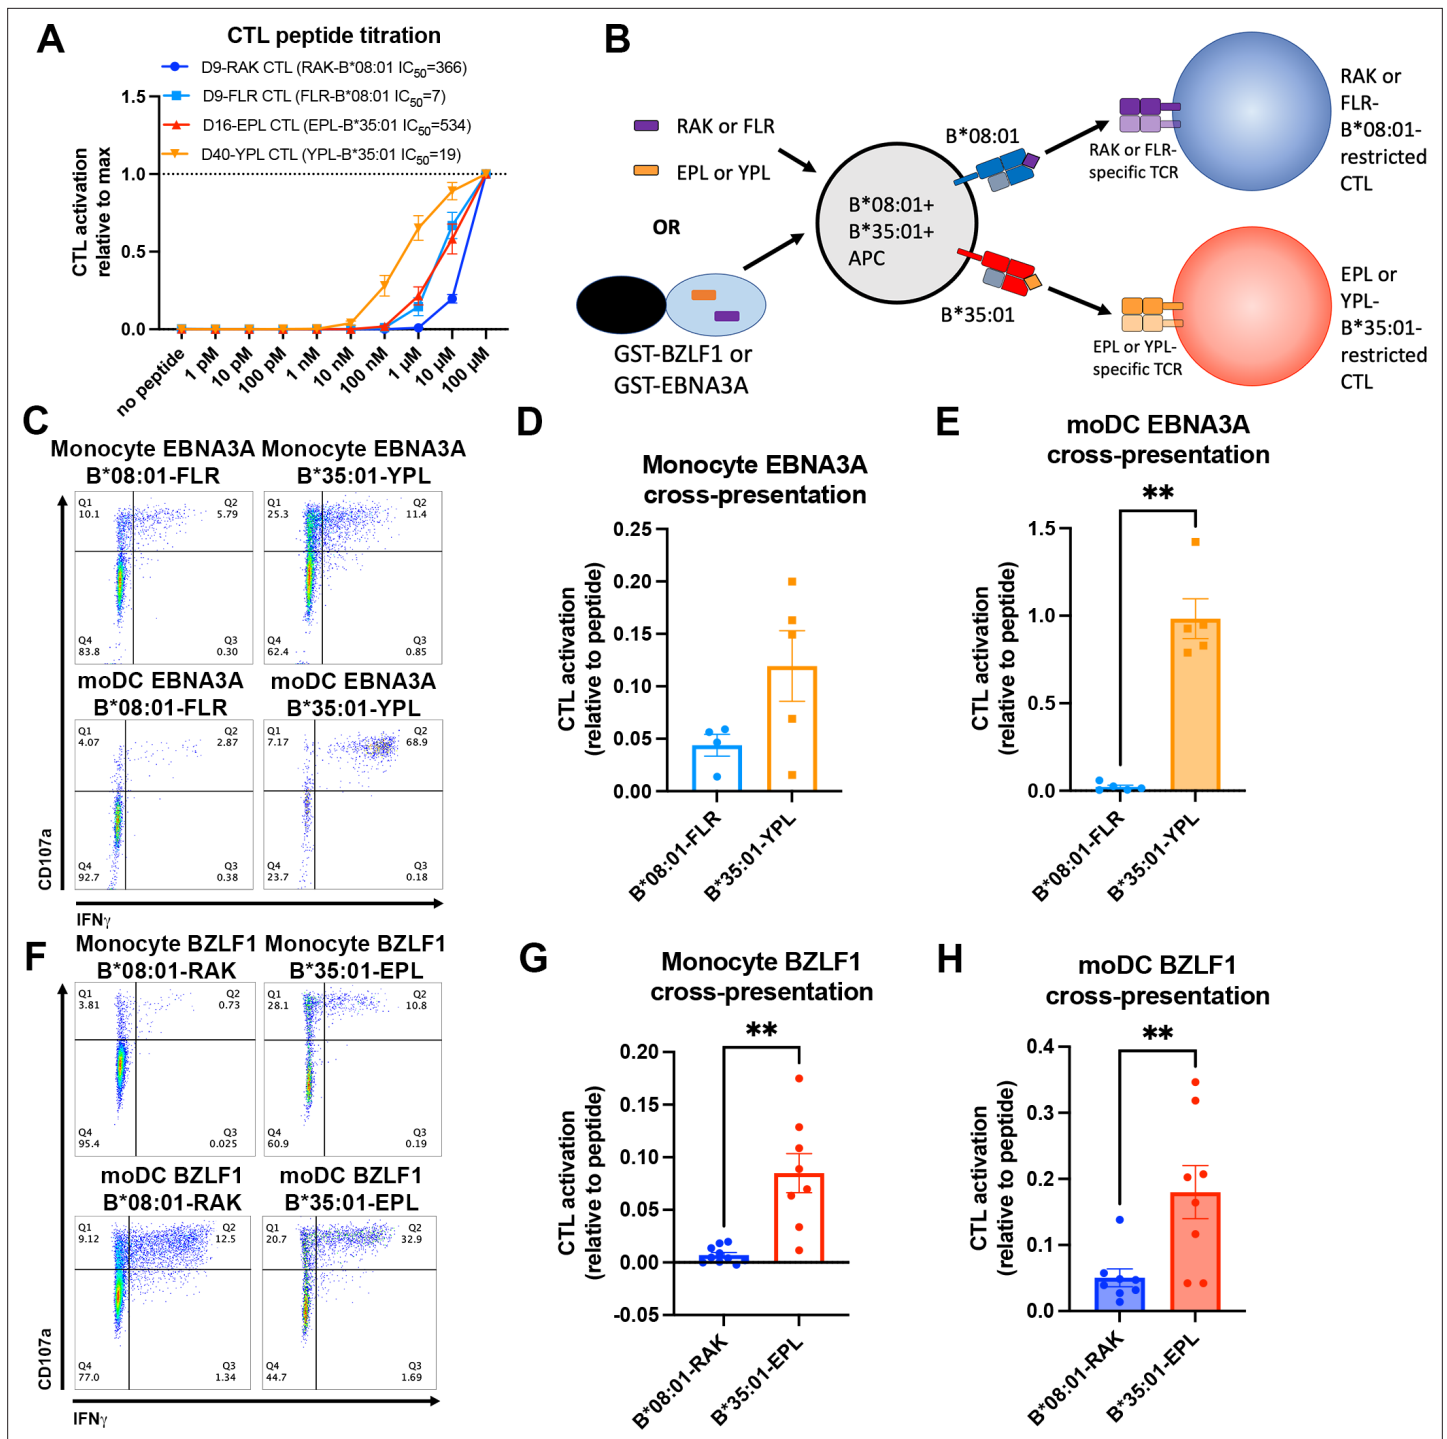 A
CTL peptide titration
D9-RAK CTL (RAK-B*08:01 IC50=366)
D9-FLR CTL (FLR-B*08:01 IC50=7)
D16-EPL CTL (EPL-B*35:01 IC50=534)
D40-YPL CTL (YPL-B*35:01 IC50=19)
CTL activation
relative to max
1.5
1.0
0.5
0.0
no peptide
1 pM
10 pM
100 pM
1 nM
10 nM
100 nM
1 µM
10 µM
100 µM
B
RAK or FLR
EPL or YPL
OR
GST-BZLF1 or
GST-EBNA3A
B*08:01+
B*35:01+
APC
B*08:01
B*35:01
RAK or FLR-
specific TCR
EPL or YPL-
specific TCR
RAK or
FLR-
B*08:01-
restricted
CTL
EPL or
YPL-
B*35:01-
restricted
CTL
C
Monocyte EBNA3A
B*08:01-FLR
Q1
10.1
Q2
5.79
Q4
83.8
Q3
0.30
Monocyte EBNA3A
B*35:01-YPL
Q1
25.3
Q2
11.4
Q4
62.4
Q3
0.85
moDC EBNA3A
B*08:01-FLR
Q1
4.07
Q2
2.87
Q4
92.7
Q3
0.38
moDC EBNA3A
B*35:01-YPL
Q1
7.17
Q2
68.9
Q4
23.7
Q3
0.18
CD107a
IFNγ
D
Monocyte EBNA3A
cross-presentation
CTL activation
(relative to peptide)
0.25
0.20
0.15
0.10
0.05
0.00
B*08:01-FLR
B*35:01-YPL
E
moDC EBNA3A
cross-presentation
**
CTL activation
(relative to peptide)
1.5
1.0
0.5
0.0
B*08:01-FLR
B*35:01-YPL
F
Monocyte BZLF1
B*08:01-RAK
Q1
3.81
Q2
0.73
Q4
95.4
Q3
0.025
Monocyte BZLF1
B*35:01-EPL
Q1
28.1
Q2
10.8
Q4
60.9
Q3
0.19
moDC BZLF1
B*08:01-RAK
Q1
9.12
Q2
12.5
Q4
77.0
Q3
1.34
moDC BZLF1
B*35:01-EPL
Q1
20.7
Q2
32.9
Q4
44.7
Q3
1.69
CD107a
IFNγ
G
Monocyte BZLF1
cross-presentation
**
CTL activation
(relative to peptide)
0.20
0.15
0.10
0.05
0.00
-0.05
B*08:01-RAK
B*35:01-EPL
H
moDC BZLF1
cross-presentation
**
CTL activation
(relative to peptide)
0.4
0.3
0.2
0.1
0.0
B*08:01-RAK
B*35:01-EPL